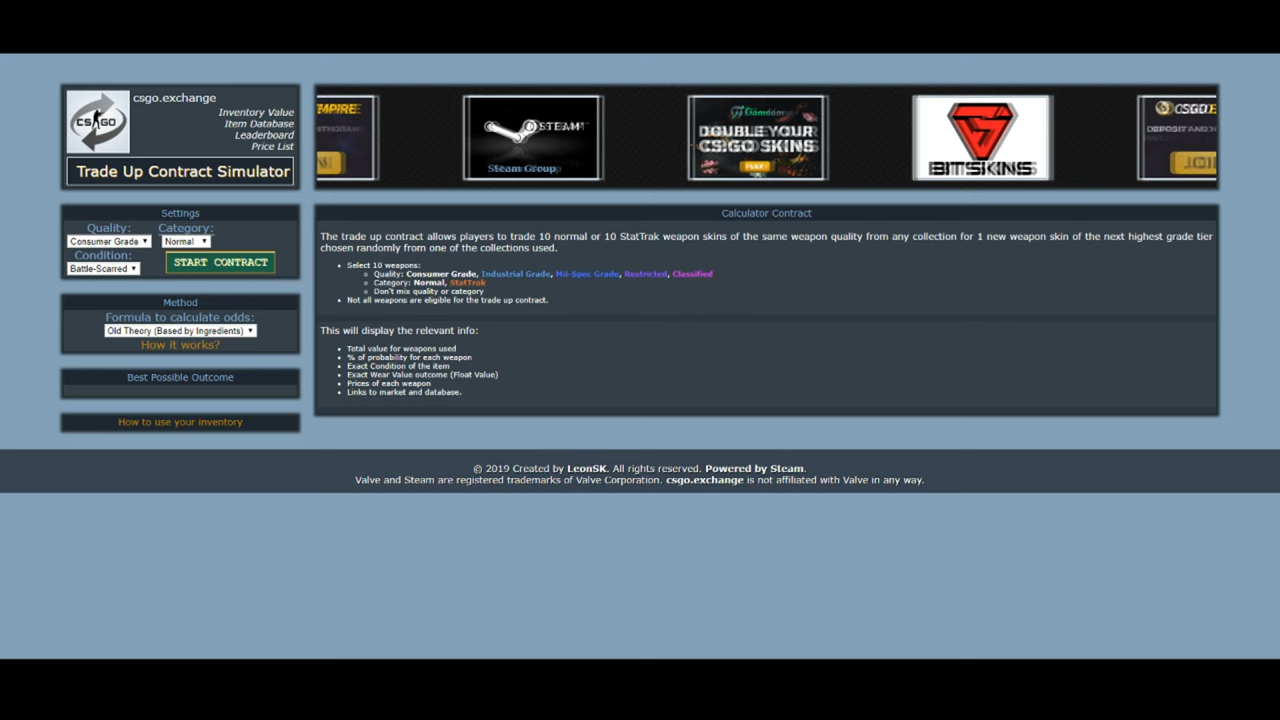 csgo.exchange
Inventory Value
Item Database
Leaderboard
Price List
CS GO
Trade Up Contract Simulator
MPIRE
STEAM
Steam Group
Gamdom
DOUBLE YOUR
CS:GO SKINS
PLAY
BITSKINS
CSGOE
DEPOSIT AND
JOI
Settings
Quality: Category:
Consumer Grade Normal
Condition:
Battle-Scarred START CONTRACT
Method
Formula to calculate odds:
Old Theory (Based by Ingredients)
How it works?
Best Possible Outcome
How to use your inventory
Calculator Contract
The trade up contract allows players to trade 10 normal or 10 StatTrak weapon skins of the same weapon quality from any collection for 1 new weapon skin of the next highest grade tier
chosen randomly from one of the collections used.
• Select 10 weapons:
Quality: Consumer Grade, Industrial Grade, Mil-Spec Grade, Restricted, Classified
Category: Normal, StatTrak
Don't mix quality or category
• Not all weapons are eligible for the trade up contract.
This will display the relevant info:
• Total value for weapons used
• % of probability for each weapon
• Exact Condition of the item
• Exact Wear Value outcome (Float Value)
• Prices of each weapon
• Links to market and database.
© 2019 Created by LeonSK. All rights reserved. Powered by Steam.
Valve and Steam are registered trademarks of Valve Corporation. csgo.exchange is not affiliated with Valve in any way.